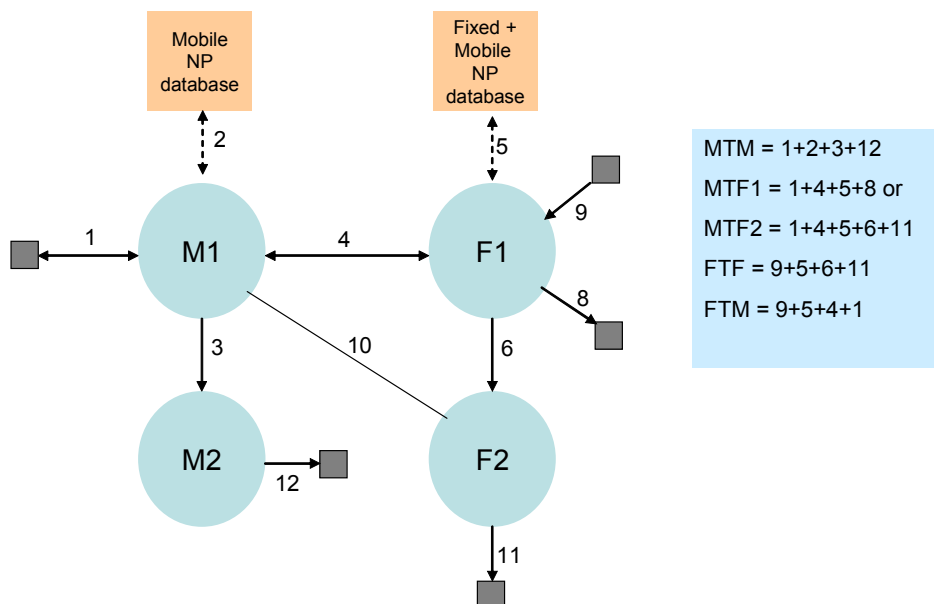 Mobile
NP
database
Fixed +
Mobile
NP
database
2
5
9
1
M1
4
F1
8
3
10
6
M2
12
F2
11
MTM = 1+2+3+12
MTF1 = 1+4+5+8 or
MTF2 = 1+4+5+6+11
FTF = 9+5+6+11
FTM = 9+5+4+1